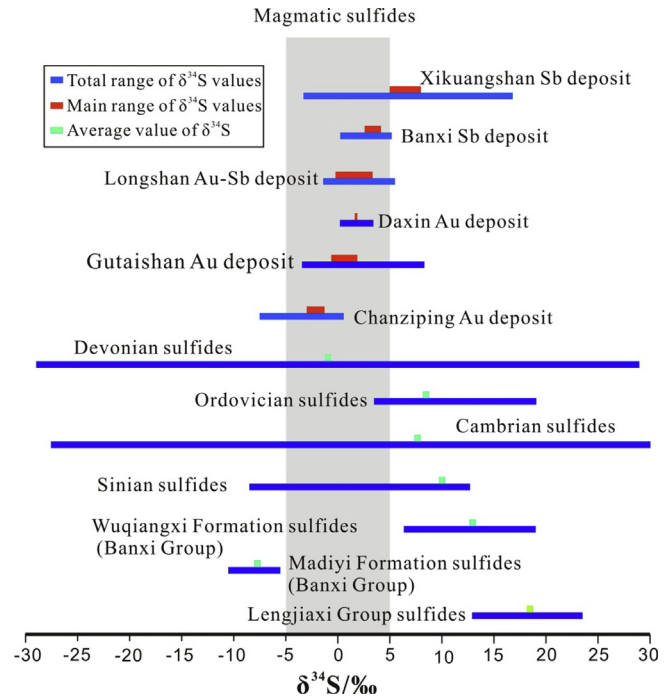 Magmatic sulfides
Total range of δ³⁴S values
Main range of δ³⁴S values
Average value of δ³⁴S
Xikuangshan Sb deposit
Banxi Sb deposit
Longshan Au-Sb deposit
Daxin Au deposit
Gutaishan Au deposit
Chanziping Au deposit
Devonian sulfides
Ordovician sulfides
Cambrian sulfides
Sinian sulfides
Wuqiangxi Formation sulfides
(Banxi Group)
Madiyi Formation sulfides
(Banxi Group)
Lengjiaxi Group sulfides
-30 -25 -20 -15 -10 -5 0 5 10 15 20 25 30
δ³⁴S/‰